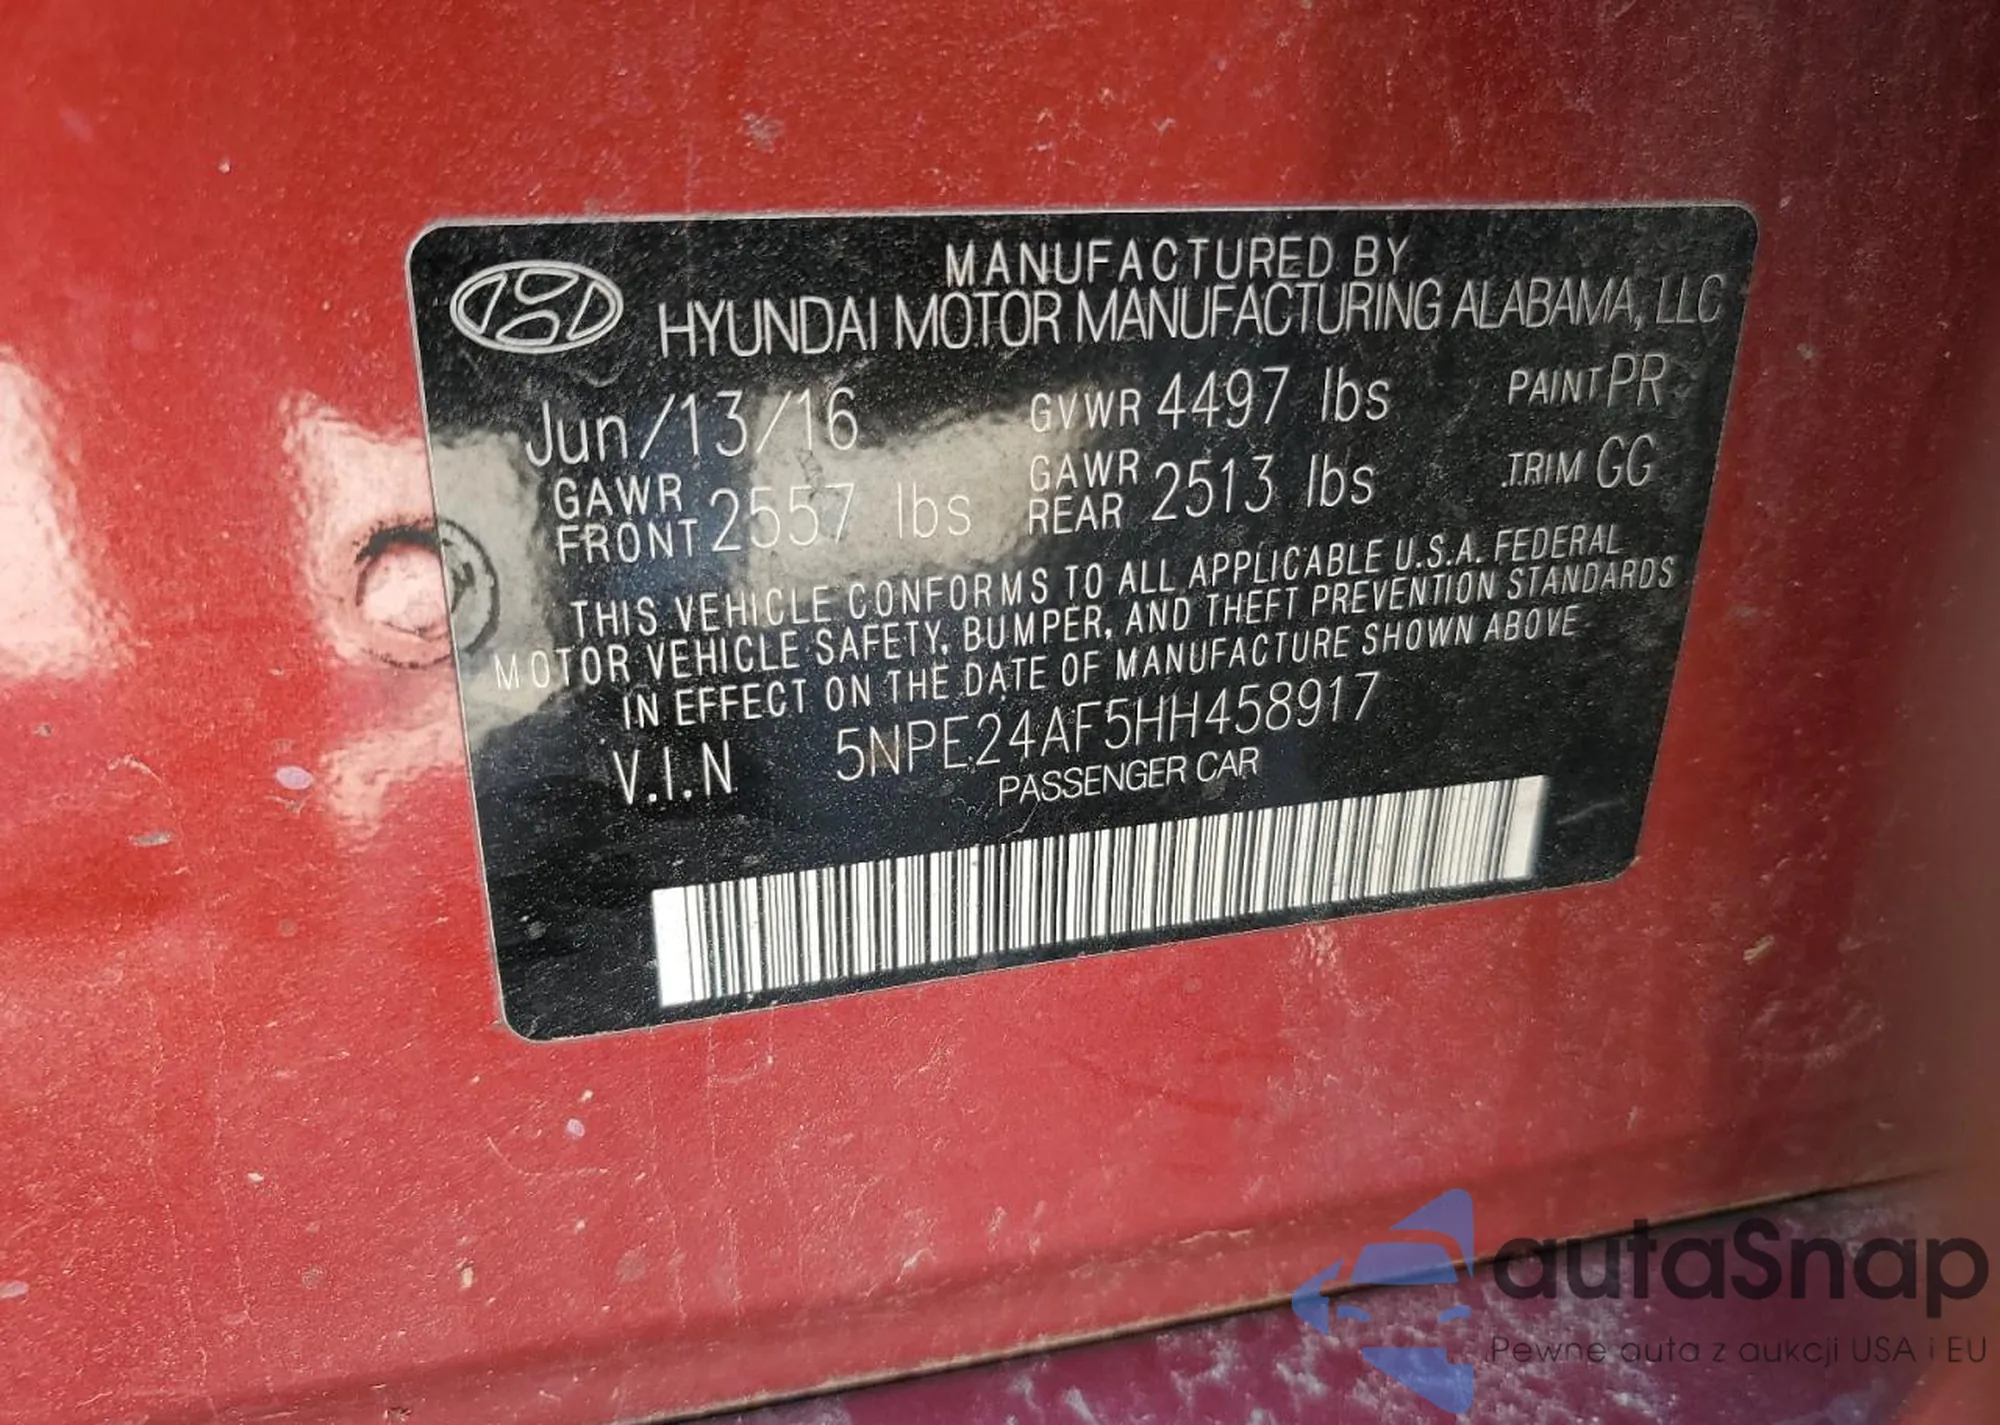 MANUFACTURED BY
HYUNDAI MOTOR MANUFACTURING ALABAMA, LLC
Jun/13/16 GVWR 4497 lbs PAINT PR
GAWR FRONT 2557 lbs GAWR REAR 2513 lbs TRIM GG
THIS VEHICLE CONFORMS TO ALL APPLICABLE U.S.A. FEDERAL
MOTOR VEHICLE SAFETY, BUMPER, AND THEFT PREVENTION STANDARDS
IN EFFECT ON THE DATE OF MANUFACTURE SHOWN ABOVE
V.I.N 5NPE24AF5HH458917
PASSENGER CAR
autaSnap
Pewne auta z aukcji USA i EU